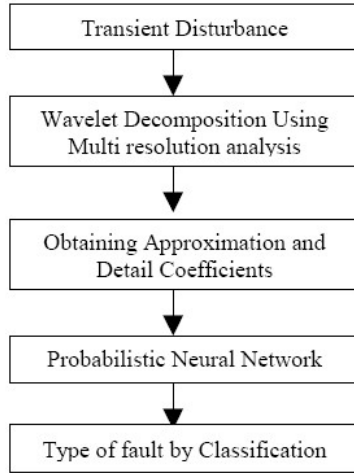 Transient Disturbance
Wavelet Decomposition Using
Multi resolution analysis
Obtaining Approximation and
Detail Coefficients
Probabilistic Neural Network
Type of fault by Classification